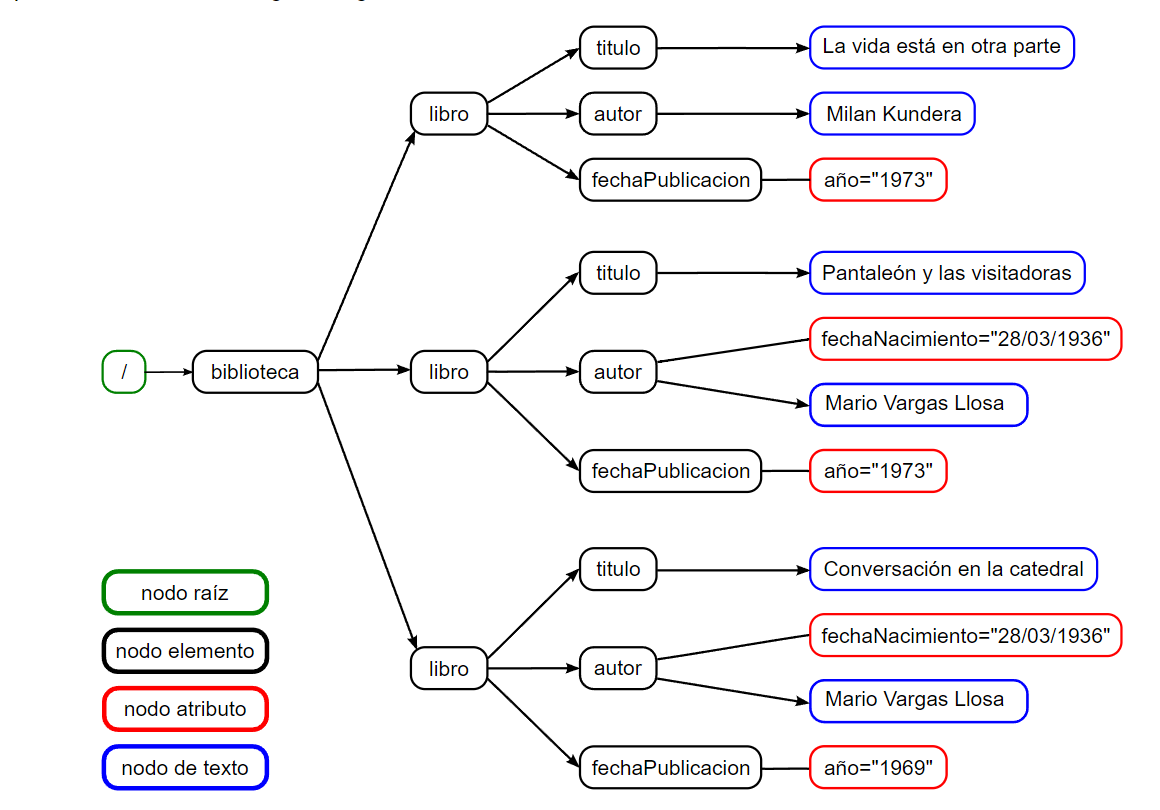 titulo
La vida está en otra parte
libro
autor
Milan Kundera
fechaPublicacion
año="1973"
titulo
Pantaleón y las visitadoras
fechaNacimiento="28/03/1936"
/
biblioteca
libro
autor
Mario Vargas Llosa
fechaPublicacion
año="1973"
titulo
Conversación en la catedral
fechaNacimiento="28/03/1936"
libro
autor
Mario Vargas Llosa
fechaPublicacion
año="1969"
nodo raíz
nodo elemento
nodo atributo
nodo de texto